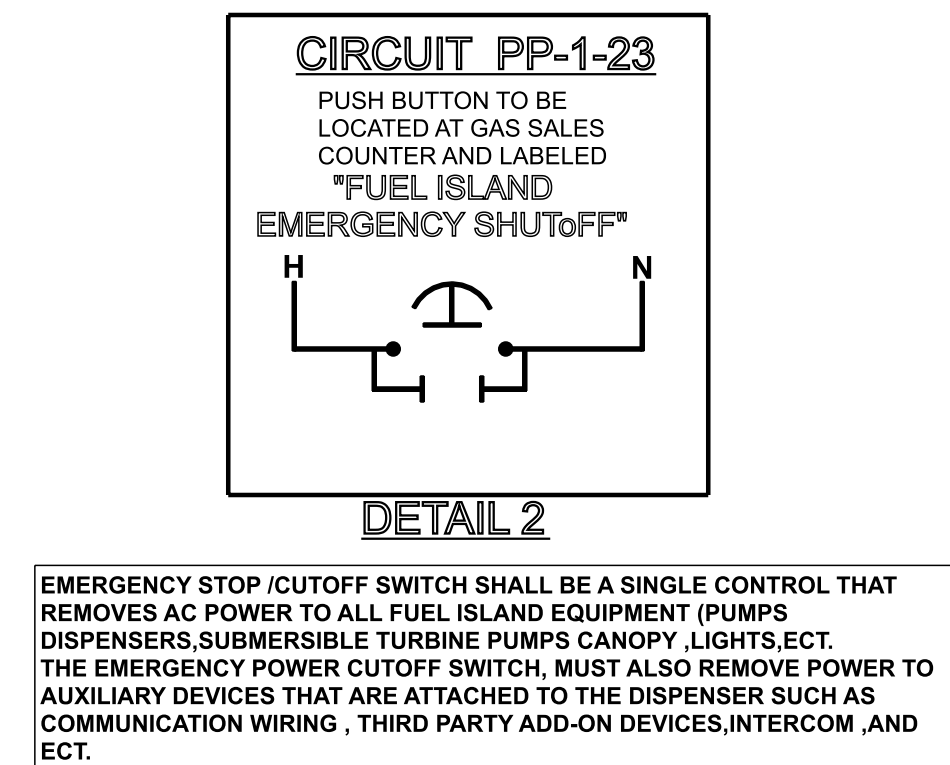 CIRCUIT PP-1-23
PUSH BUTTON TO BE
LOCATED AT GAS SALES
COUNTER AND LABELED
"FUEL ISLAND
EMERGENCY SHUToFF"
H N
DETAIL 2
EMERGENCY STOP /CUTOFF SWITCH SHALL BE A SINGLE CONTROL THAT
REMOVES AC POWER TO ALL FUEL ISLAND EQUIPMENT (PUMPS
DISPENSERS,SUBMERSIBLE TURBINE PUMPS CANOPY ,LIGHTS,ECT.
THE EMERGENCY POWER CUTOFF SWITCH, MUST ALSO REMOVE POWER TO
AUXILIARY DEVICES THAT ARE ATTACHED TO THE DISPENSER SUCH AS
COMMUNICATION WIRING , THIRD PARTY ADD-ON DEVICES,INTERCOM ,AND
ECT.